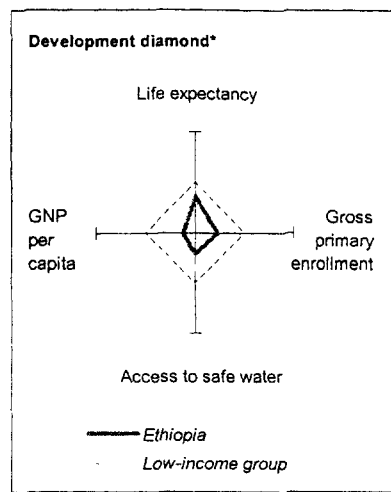 Development diamond*
Life expectancy
GNP
per
capita
Gross
primary
enrollment
Access to safe water
Ethiopia
Low-income group